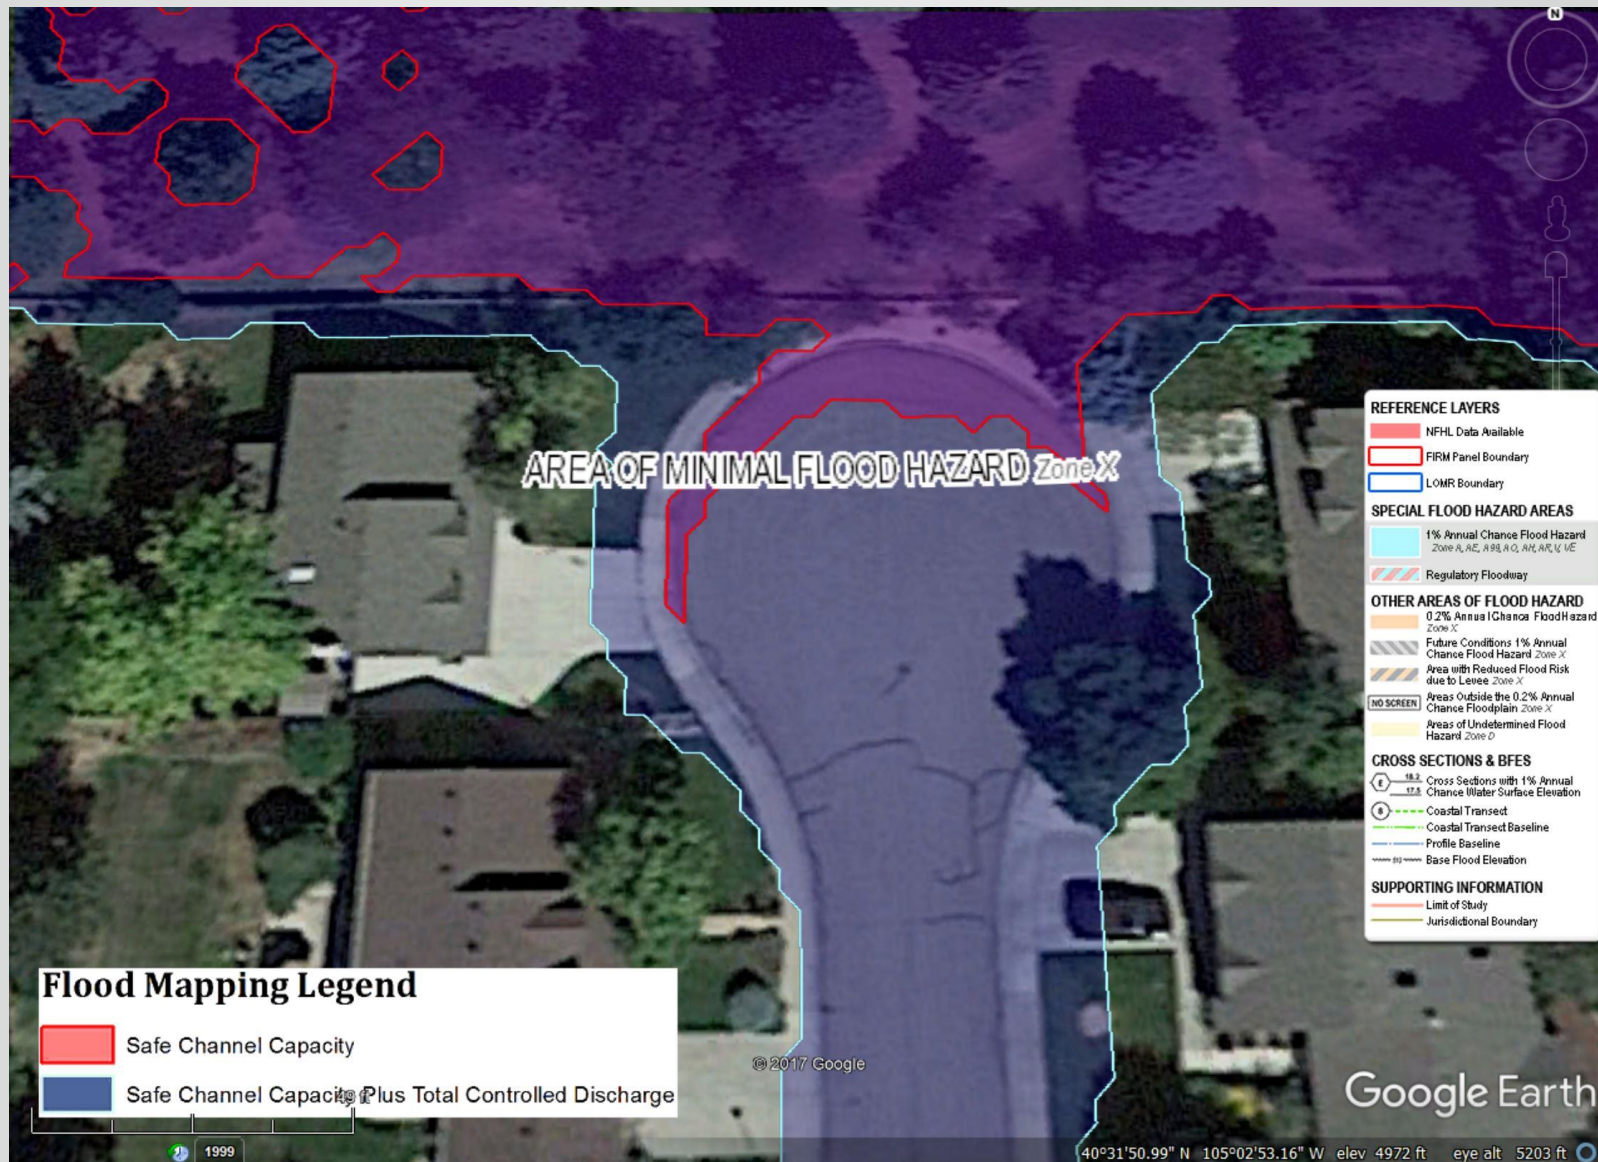 N
AREA OF MINIMAL FLOOD HAZARD Zone X
REFERENCE LAYERS
NFHL Data Available
FIRM Panel Boundary
LOMR Boundary
SPECIAL FLOOD HAZARD AREAS
1% Annual Chance Flood Hazard
Zone A, AE, A99, AO, AH, AR, V, VE
Regulatory Floodway
OTHER AREAS OF FLOOD HAZARD
0.2% Annual Chance Flood Hazard
Zone X
Future Conditions 1% Annual
Chance Flood Hazard Zone X
Area with Reduced Flood Risk
due to Levee Zone X
NO SCREEN
Areas Outside the 0.2% Annual
Chance Floodplain Zone X
Areas of Undetermined Flood
Hazard Zone D
CROSS SECTIONS & BFES
E 18.2 Cross Sections with 1% Annual
17.5 Chance Water Surface Elevation
8 Coastal Transect
Coastal Transect Baseline
Profile Baseline
Base Flood Elevation
SUPPORTING INFORMATION
Limit of Study
Jurisdictional Boundary
Flood Mapping Legend
Safe Channel Capacity
Safe Channel Capacity Plus Total Controlled Discharge
© 2017 Google
Google Earth
1999
40°31'50.99" N 105°02'53.16" W elev 4972 ft eye alt 5203 ft